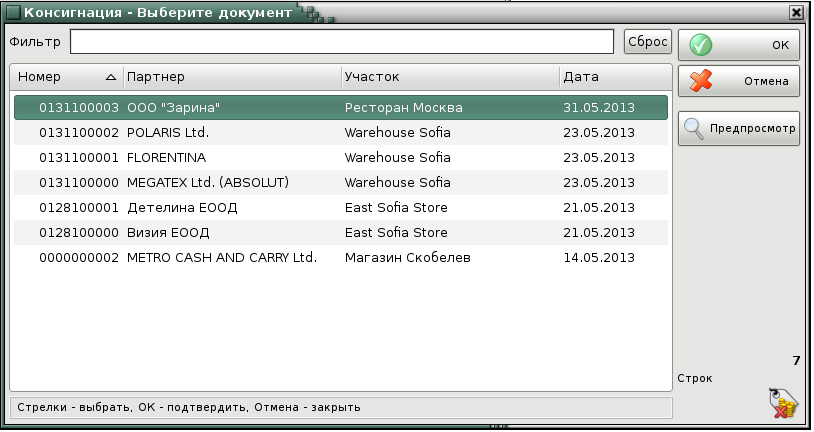 Консигнация - Выберите документ
Фильтр Сброс OK
Номер Партнер Участок Дата Отмена
0131100003 ООО "Зарина" Ресторан Москва 31.05.2013 Предпросмотр
0131100002 POLARIS Ltd. Warehouse Sofia 23.05.2013
0131100001 FLORENTINA Warehouse Sofia 23.05.2013
0131100000 MEGATEX Ltd. (ABSOLUT) Warehouse Sofia 23.05.2013
0128100001 Детелина ЕООД East Sofia Store 21.05.2013
0128100000 Визия ЕООД East Sofia Store 21.05.2013
0000000002 METRO CASH AND CARRY Ltd. Магазин Скобелев 14.05.2013
7
Строк
Стрелки - выбрать, ОК - подтвердить, Отмена - закрыть